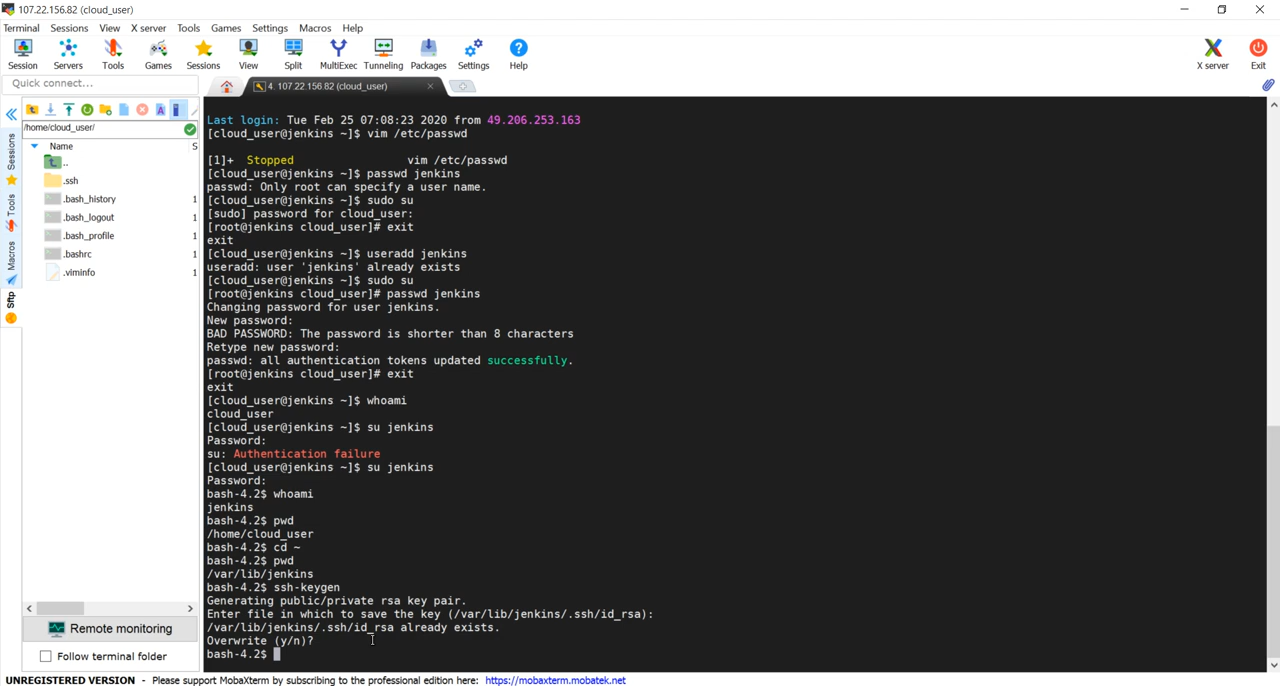 107.22.156.82 (cloud_user)
Terminal Sessions View X server Tools Games Settings Macros Help
Session Servers Tools Games Sessions View Split MultiExec Tunneling Packages Settings Help X server Exit
Quick connect...
4. 107.22.156.82 (cloud_user)
/home/cloud_user/
Name S
..
.ssh
.bash_history 1
.bash_logout 1
.bash_profile 1
.bashrc 1
.viminfo 1
Sessions
Tools
Macros
Sftp
Remote monitoring
Follow terminal folder
Last login: Tue Feb 25 07:08:23 2020 from 49.206.253.163
[cloud_user@jenkins ~]$ vim /etc/passwd
[1]+ Stopped vim /etc/passwd
[cloud_user@jenkins ~]$ passwd jenkins
passwd: Only root can specify a user name.
[cloud_user@jenkins ~]$ sudo su
[sudo] password for cloud_user:
[root@jenkins cloud_user]# exit
exit
[cloud_user@jenkins ~]$ useradd jenkins
useradd: user 'jenkins' already exists
[cloud_user@jenkins ~]$ sudo su
[root@jenkins cloud_user]# passwd jenkins
Changing password for user jenkins.
New password:
BAD PASSWORD: The password is shorter than 8 characters
Retype new password:
passwd: all authentication tokens updated successfully.
[root@jenkins cloud_user]# exit
exit
[cloud_user@jenkins ~]$ whoami
cloud_user
[cloud_user@jenkins ~]$ su jenkins
Password:
su: Authentication failure
[cloud_user@jenkins ~]$ su jenkins
Password:
bash-4.2$ whoami
jenkins
bash-4.2$ pwd
/home/cloud_user
bash-4.2$ cd ~
bash-4.2$ pwd
/var/lib/jenkins
bash-4.2$ ssh-keygen
Generating public/private rsa key pair.
Enter file in which to save the key (/var/lib/jenkins/.ssh/id_rsa):
/var/lib/jenkins/.ssh/id_rsa already exists.
Overwrite (y/n)?
bash-4.2$
UNREGISTERED VERSION - Please support MobaXterm by subscribing to the professional edition here: https://mobaxterm.mobatek.net